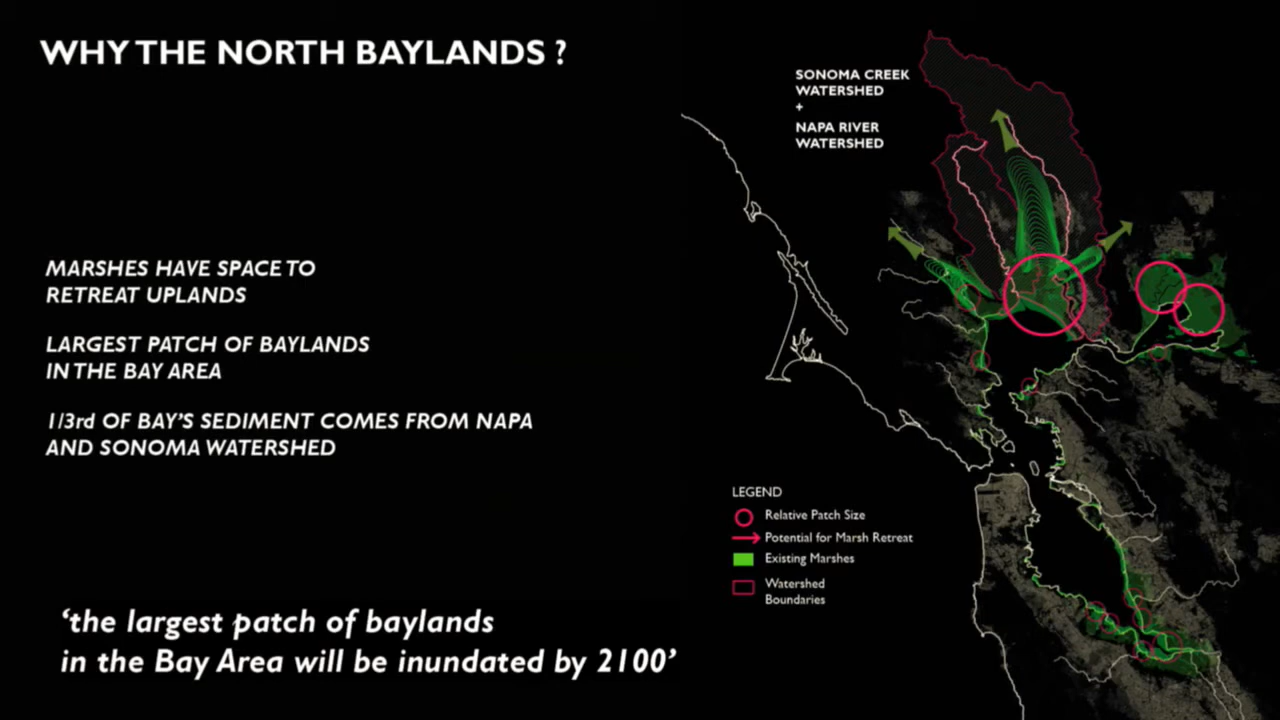 WHY THE NORTH BAYLANDS ?
MARSHES HAVE SPACE TO
RETREAT UPLANDS
LARGEST PATCH OF BAYLANDS
IN THE BAY AREA
1/3rd OF BAY'S SEDIMENT COMES FROM NAPA
AND SONOMA WATERSHED
‘the largest patch of baylands
in the Bay Area will be inundated by 2100’
SONOMA CREEK
WATERSHED
+
NAPA RIVER
WATERSHED
LEGEND
Relative Patch Size
Potential for Marsh Retreat
Existing Marshes
Watershed
Boundaries